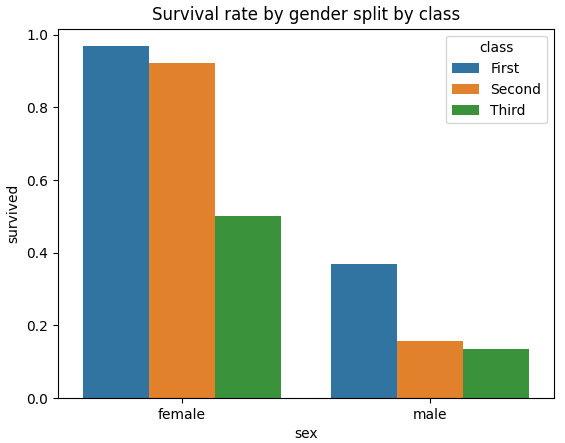 Survival rate by gender split by class
class
First
Second
Third
survived
1.0
0.8
0.6
0.4
0.2
0.0
female male
sex